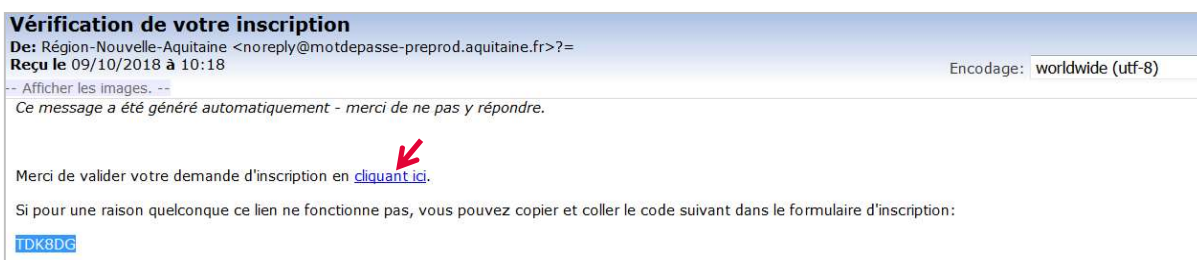 Vérification de votre inscription
De: Région-Nouvelle-Aquitaine <noreply@motdepasse-preprod.aquitaine.fr>?=
Reçu le 09/10/2018 à 10:18
Encodage: worldwide (utf-8)
-- Afficher les images. --
Ce message a été généré automatiquement - merci de ne pas y répondre.
Merci de valider votre demande d'inscription en cliquant ici.
Si pour une raison quelconque ce lien ne fonctionne pas, vous pouvez copier et coller le code suivant dans le formulaire d'inscription:
TDK8DG